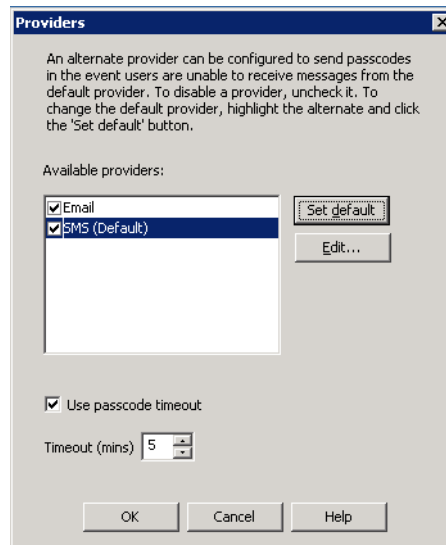 Providers
An alternate provider can be configured to send passcodes
in the event users are unable to receive messages from the
default provider. To disable a provider, uncheck it. To
change the default provider, highlight the alternate and click
the 'Set default' button.
Available providers:
Email
SMS (Default)
Set default
Edit...
Use passcode timeout
Timeout (mins) 5
OK Cancel Help